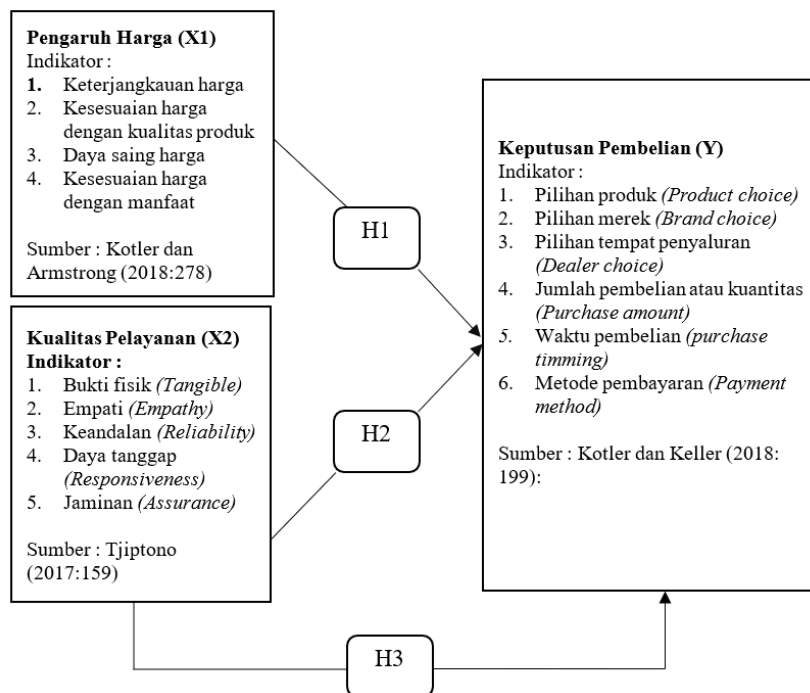 Pengaruh Harga (X1)
Indikator :
1. Keterjangkauan harga
2. Kesesuaian harga
dengan kualitas produk
3. Daya saing harga
4. Kesesuaian harga
dengan manfaat
Sumber : Kotler dan
Armstrong (2018:278)
H1
Kualitas Pelayanan (X2)
Indikator :
1. Bukti fisik (Tangible)
2. Empati (Empathy)
3. Keandalan (Reliability)
4. Daya tanggap
(Responsiveness)
5. Jaminan (Assurance)
Sumber : Tjiptono
(2017:159)
H2
Keputusan Pembelian (Y)
Indikator :
1. Pilihan produk (Product choice)
2. Pilihan merek (Brand choice)
3. Pilihan tempat penyaluran
(Dealer choice)
4. Jumlah pembelian atau kuantitas
(Purchase amount)
5. Waktu pembelian (purchase
timming)
6. Metode pembayaran (Payment
method)
Sumber : Kotler dan Keller (2018:
199):
H3